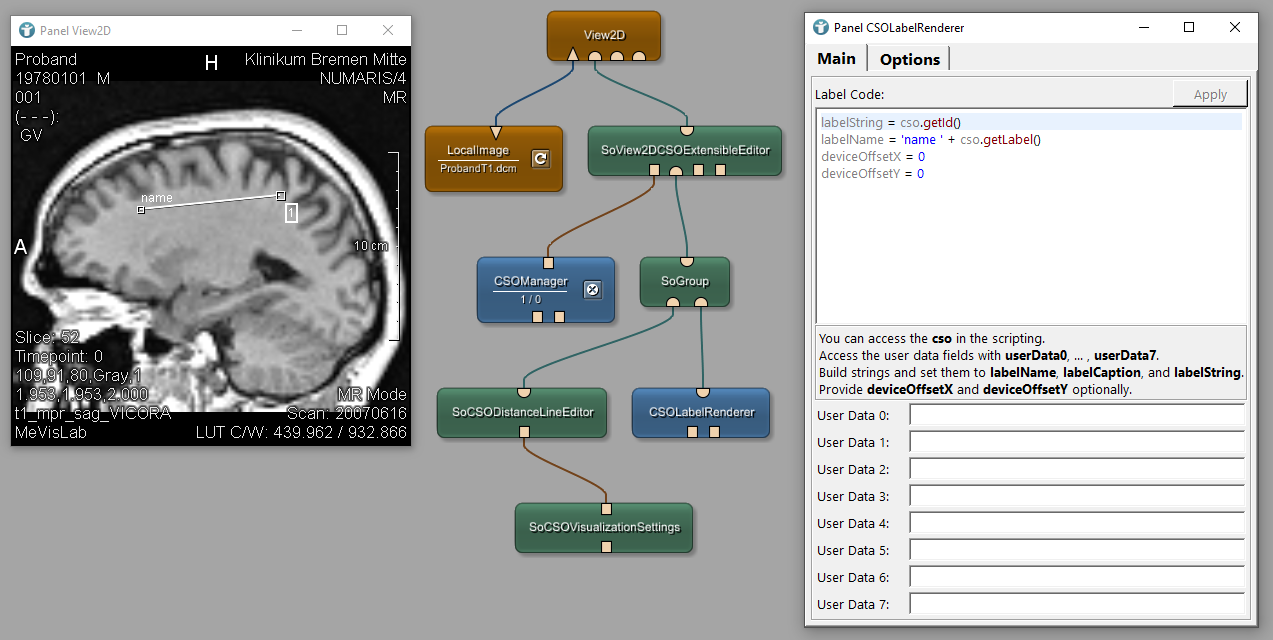 Panel View2D
Proband
19780101 M
001
(- - -):
GV
H
Klinikum Bremen Mitte
NUMARIS/4
MR
name
1
A
10 cm
Slice: 52
Timepoint: 0
109,91,80,Gray,1
1.953,1.953,2.000
t1_mpr_sag_VICORA
MeVisLab
MR Mode
Scan: 20070616
LUT C/W: 439.962 / 932.866
View2D
LocalImage
ProbandT1.dcm
SoView2DCSOExtensibleEditor
CSOManager
1 / 0
SoGroup
SoCSODistanceLineEditor
CSOLabelRenderer
SoCSOVisualizationSettings
Panel CSOLabelRenderer
Main Options
Label Code:
Apply
labelString = cso.getId()
labelName = 'name ' + cso.getLabel()
deviceOffsetX = 0
deviceOffsetY = 0
You can access the cso in the scripting.
Access the user data fields with userData0, ... , userData7.
Build strings and set them to labelName, labelCaption, and labelString.
Provide deviceOffsetX and deviceOffsetY optionally.
User Data 0:
User Data 1:
User Data 2:
User Data 3:
User Data 4:
User Data 5:
User Data 6:
User Data 7: